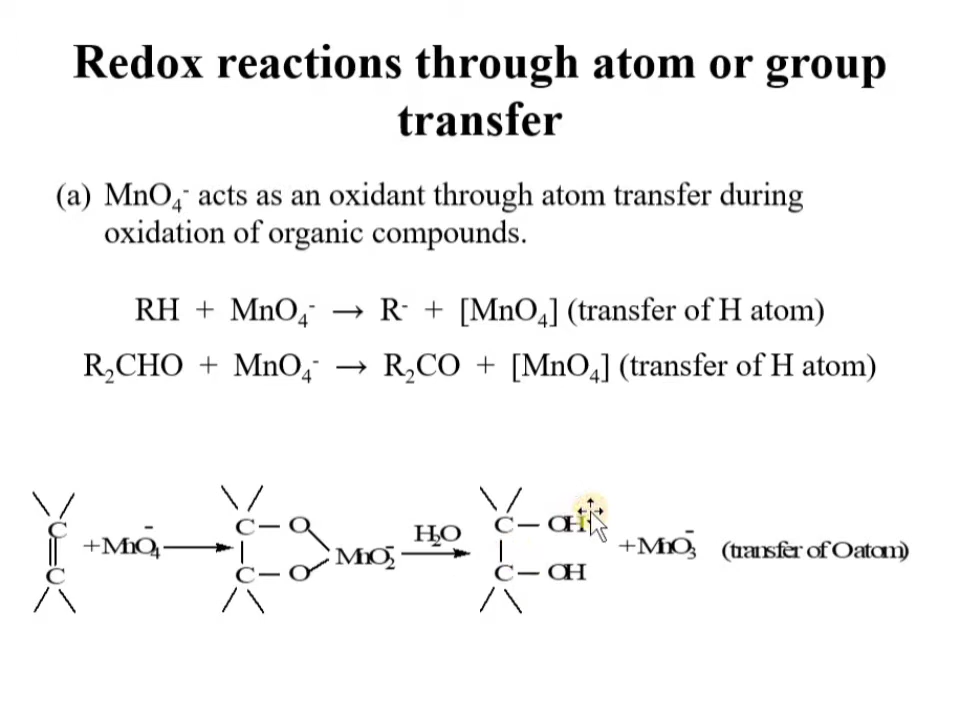 Redox reactions through atom or group
transfer
(a) MnO₄⁻ acts as an oxidant through atom transfer during
oxidation of organic compounds.
RH + MnO₄⁻ → R⁻ + [MnO₄] (transfer of H atom)
R₂CHO + MnO₄⁻ → R₂CO + [MnO₄] (transfer of H atom)
C
C
+MnO₄⁻
C – O
C – O
MnO₂⁻
H₂O
C – OH
C – OH
+MnO₃⁻ (transfer of O atom)